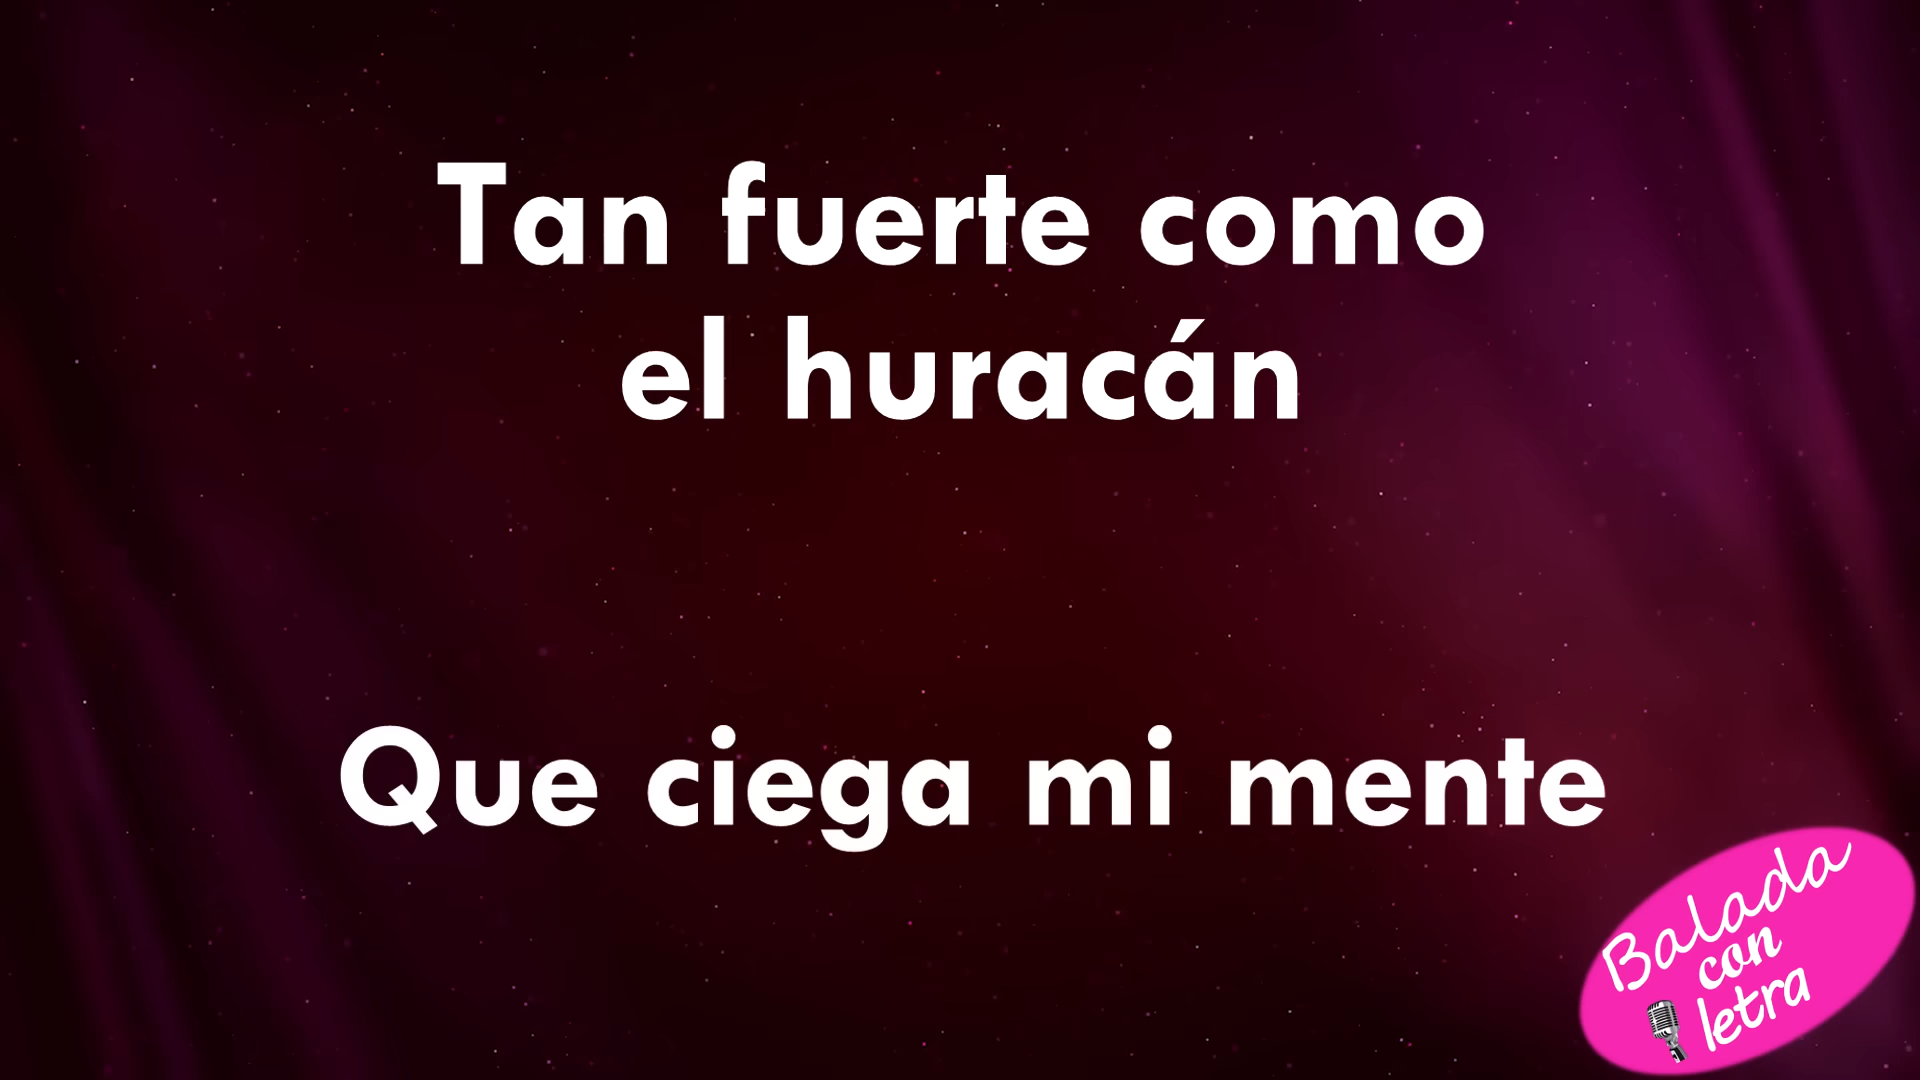 Tan fuerte como
el huracán
Que ciega mi mente
Balada
con
letra